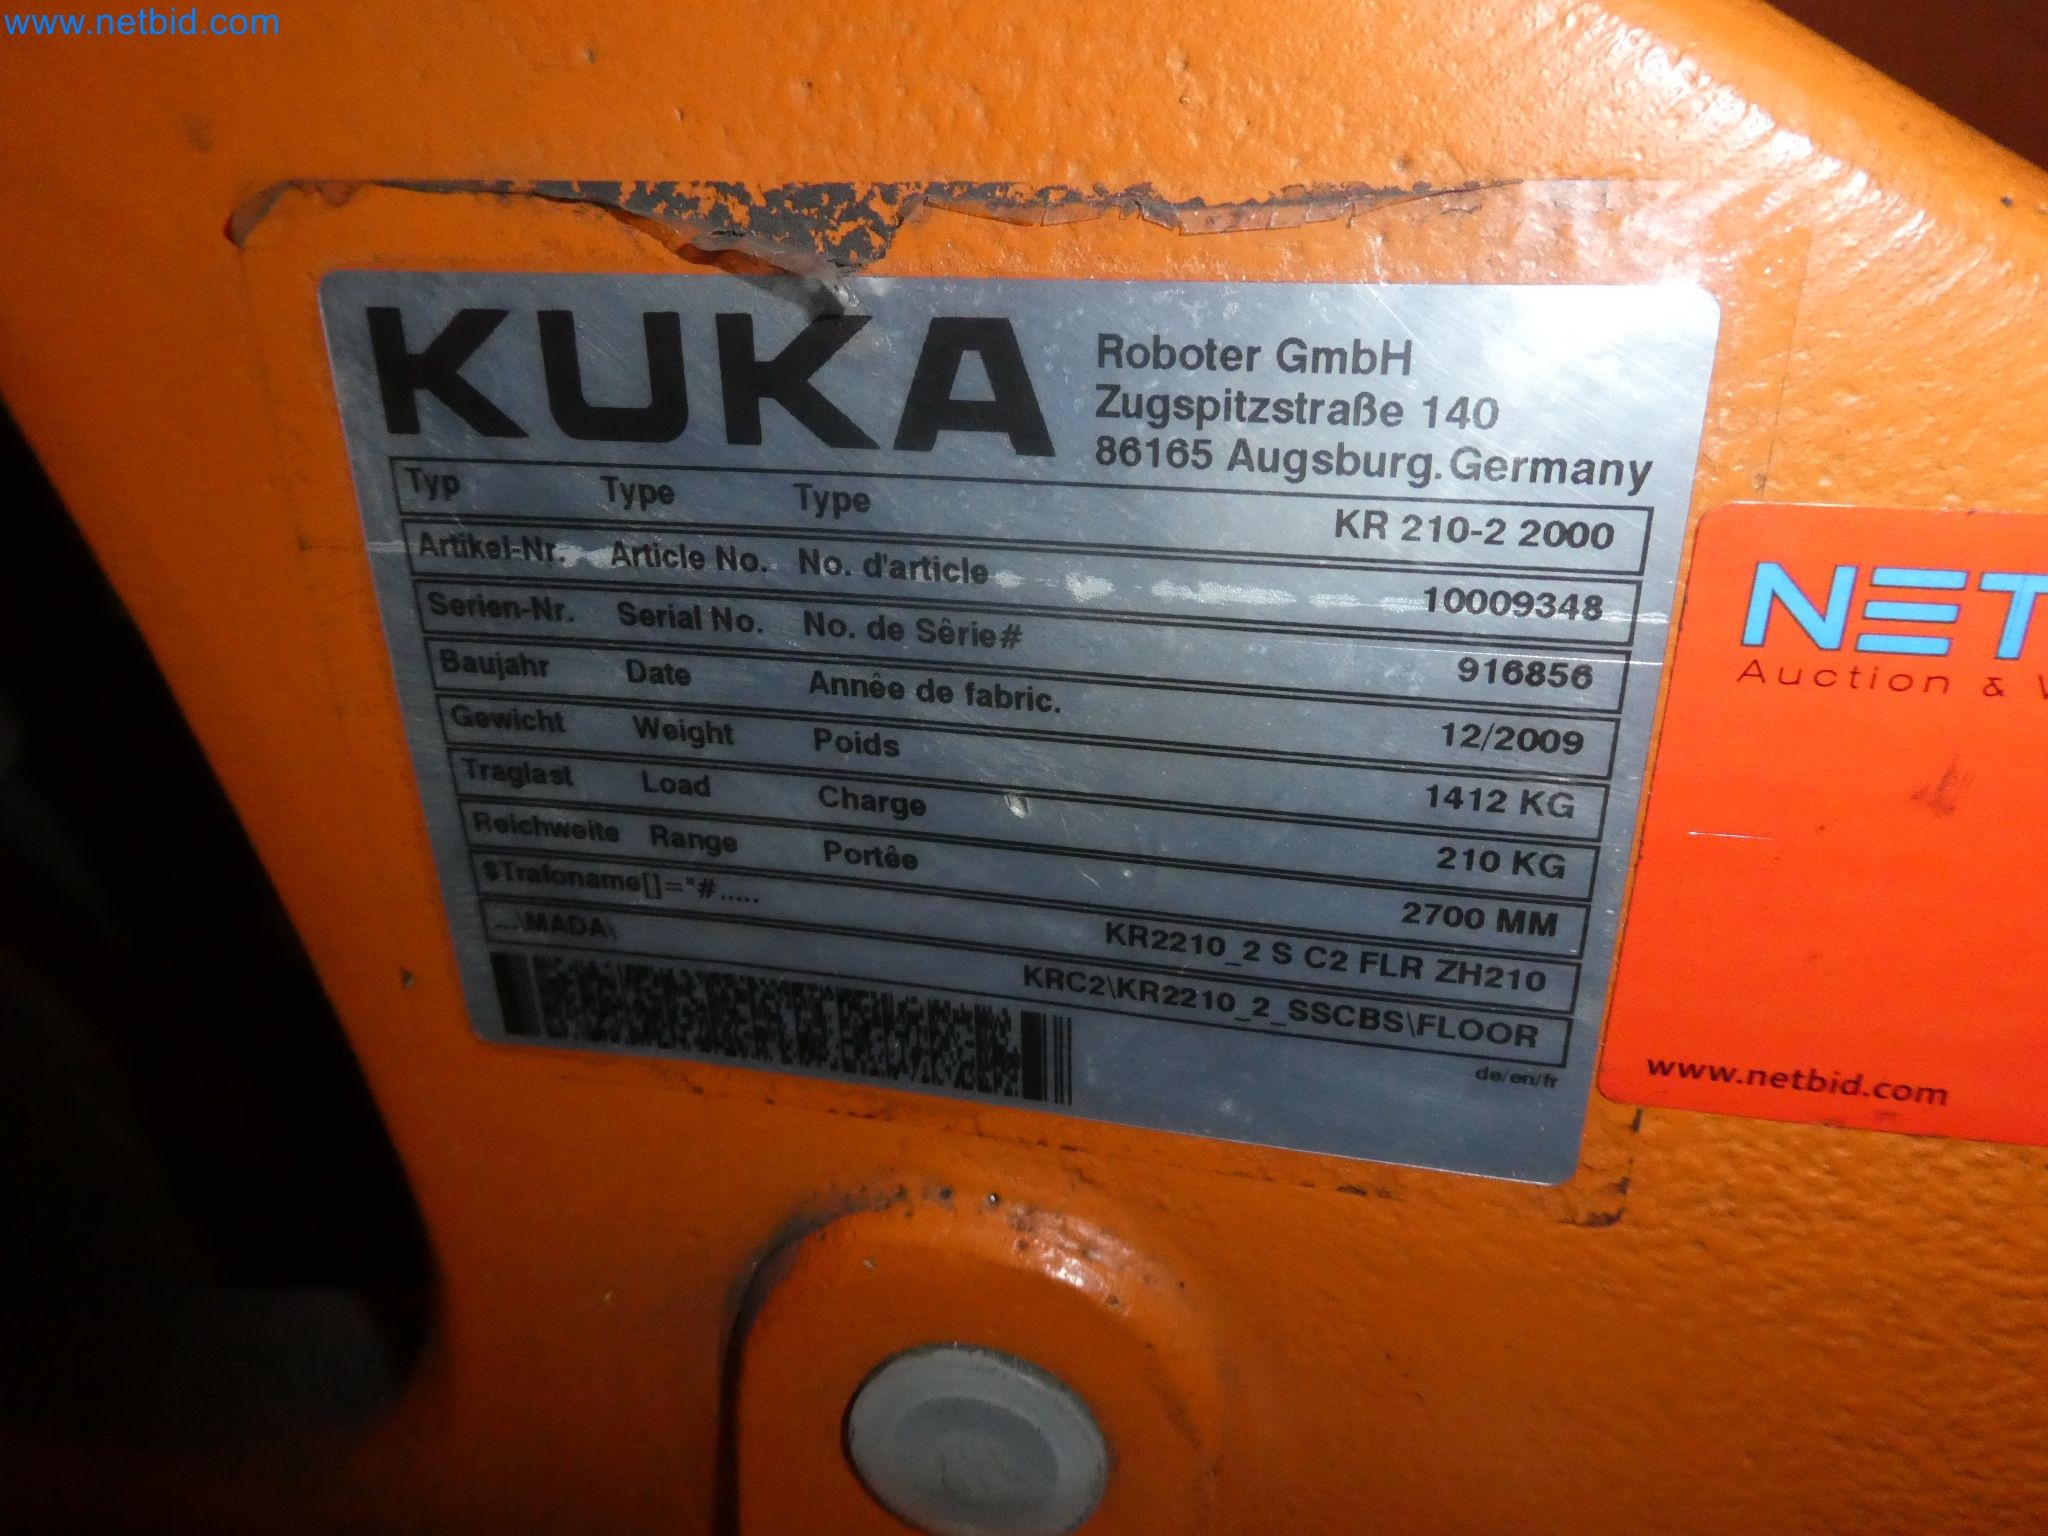 www.netbid.com
KUKA
Roboter GmbH
Zugspitzstraße 140
86165 Augsburg. Germany
Typ Type Type KR 210-2 2000
Artikel-Nr. Article No. No. d'article 10009348
Serien-Nr. Serial No. No. de Sêrie# 916856
Baujahr Date Annêe de fabric. 12/2009
Gewicht Weight Poids 1412 KG
Traglast Load Charge 210 KG
Reichweite Range Portêe 2700 MM
$Trafoname[]="#..... KR2210_2 S C2 FLR ZH210
...\MADA\ KRC2\KR2210_2_SSCBS\FLOOR
de/en/fr
NET
Auction &
www.netbid.com